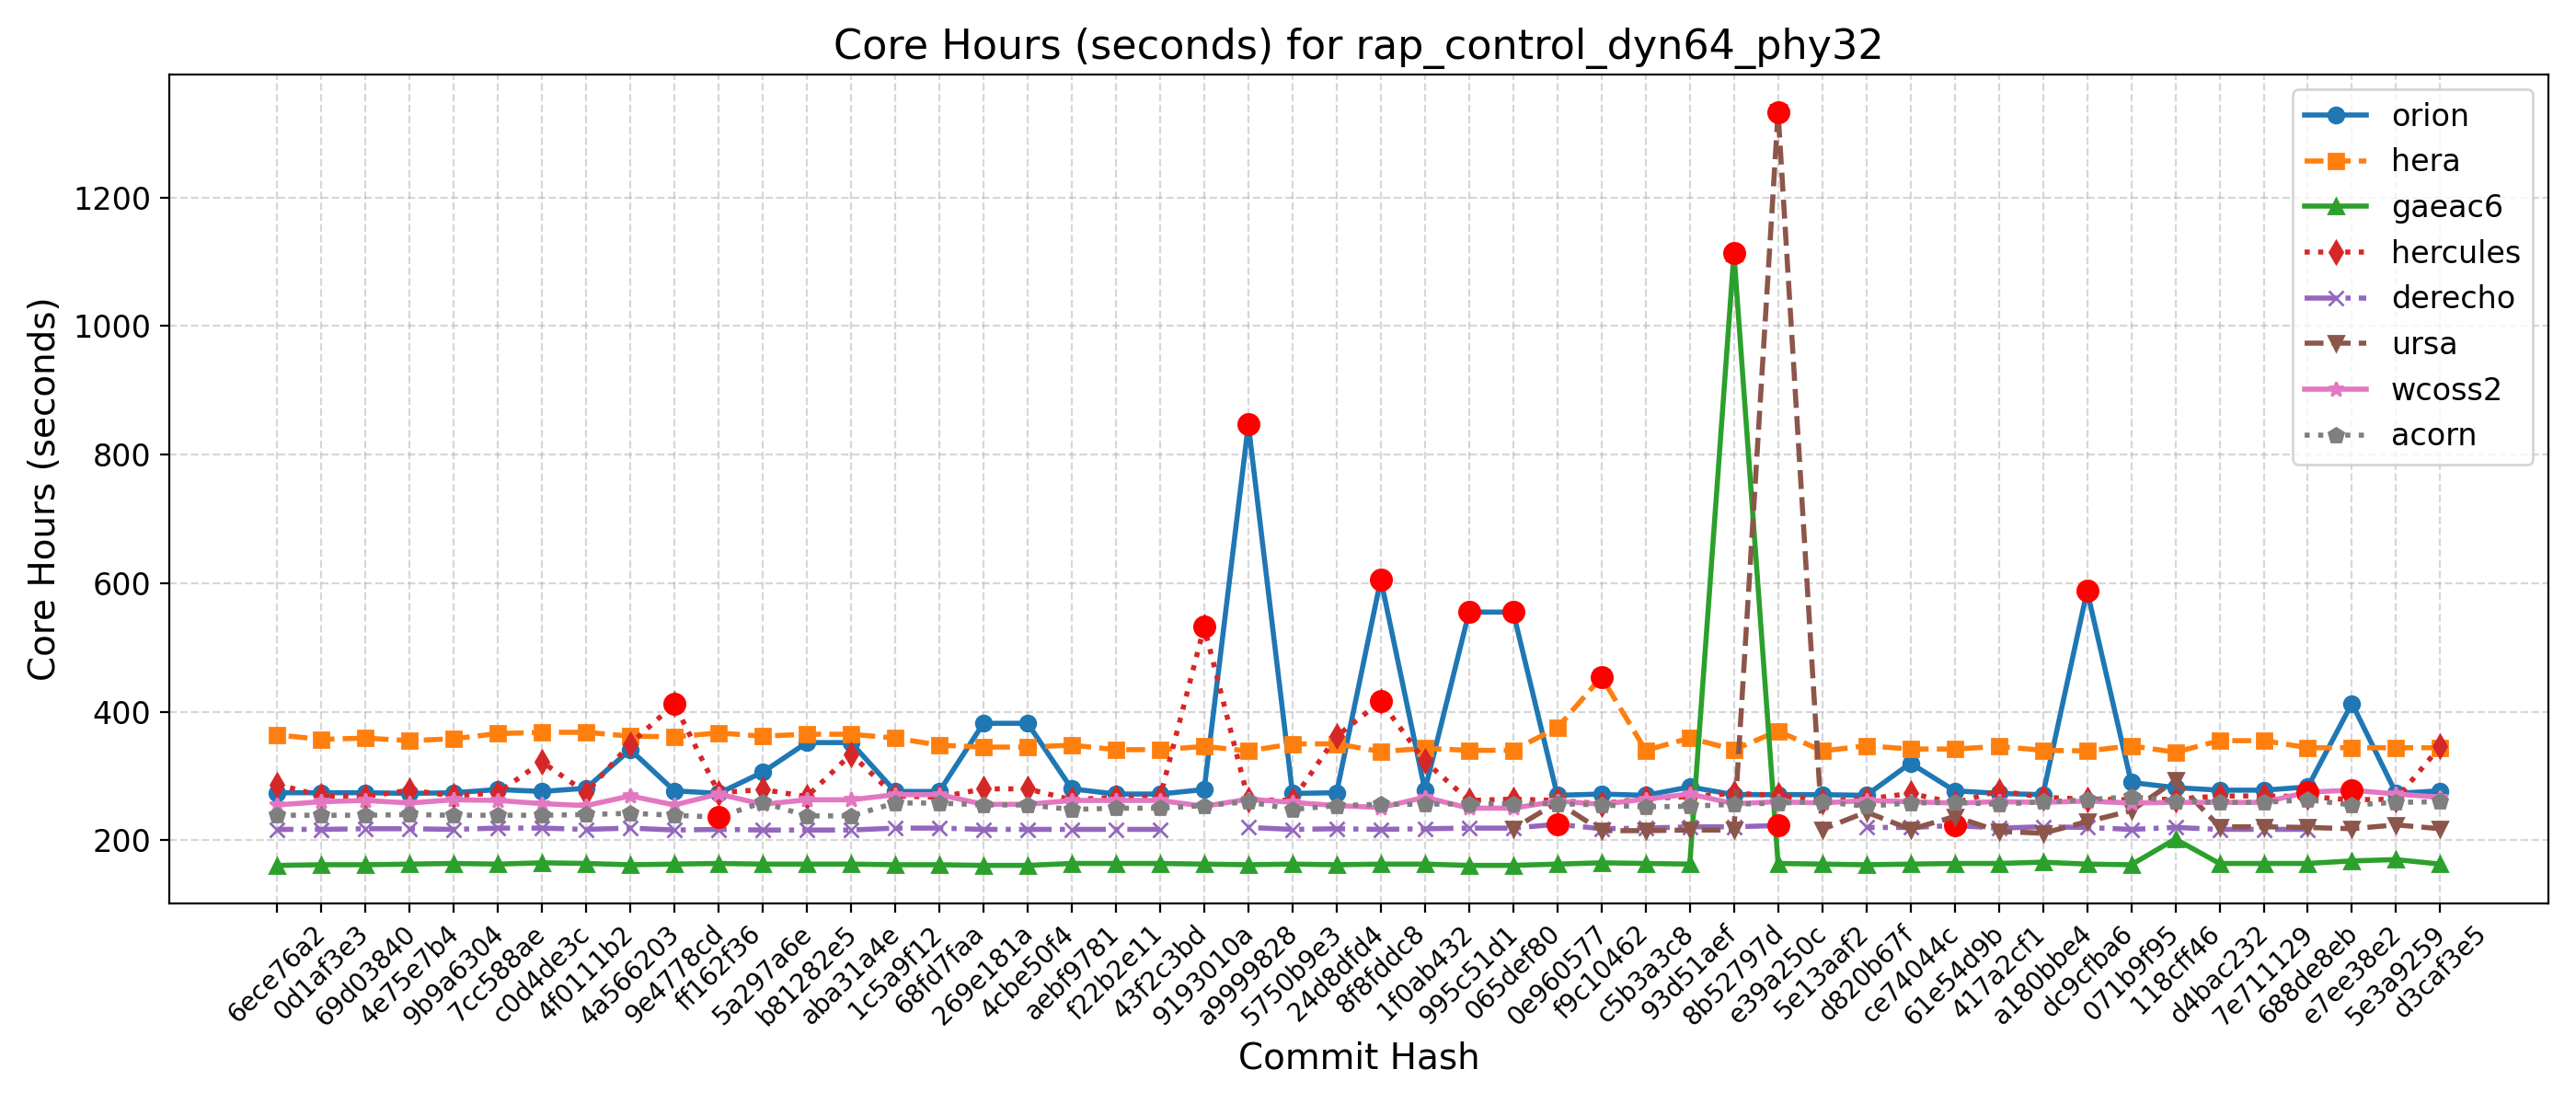 Core Hours (seconds) for rap_control_dyn64_phy32
Core Hours (seconds)
1200
1000
800
600
400
200
orion
hera
gaeac6
hercules
derecho
ursa
wcoss2
acorn
6ece76a2
0d1af3e3
69d03840
4e75e7b4
9b9a6304
7cc588ae
c0d4de3c
4f0111b2
4a566203
9e4778cd
ff162f36
5a297a6e
b81282e5
aba31a4e
1c5a9f12
68fd7faa
269e181a
4cbe50f4
aebf9781
f22b2e11
43f2c3bd
9193010a
a9999828
5750b9e3
24d8dfd4
8f8fddc8
1f0ab432
995c51d1
065def80
0e960577
f9c10462
c5b3a3c8
93d51aef
8b52797d
e39a250c
5e13aaf2
d820b67f
ce74044c
61e54d9b
417a2cf1
a180bbe4
dc9cfba6
071b9f95
118cff46
d4bac232
7e711129
688de8eb
e7ee38e2
5e3a9259
d3caf3e5
Commit Hash